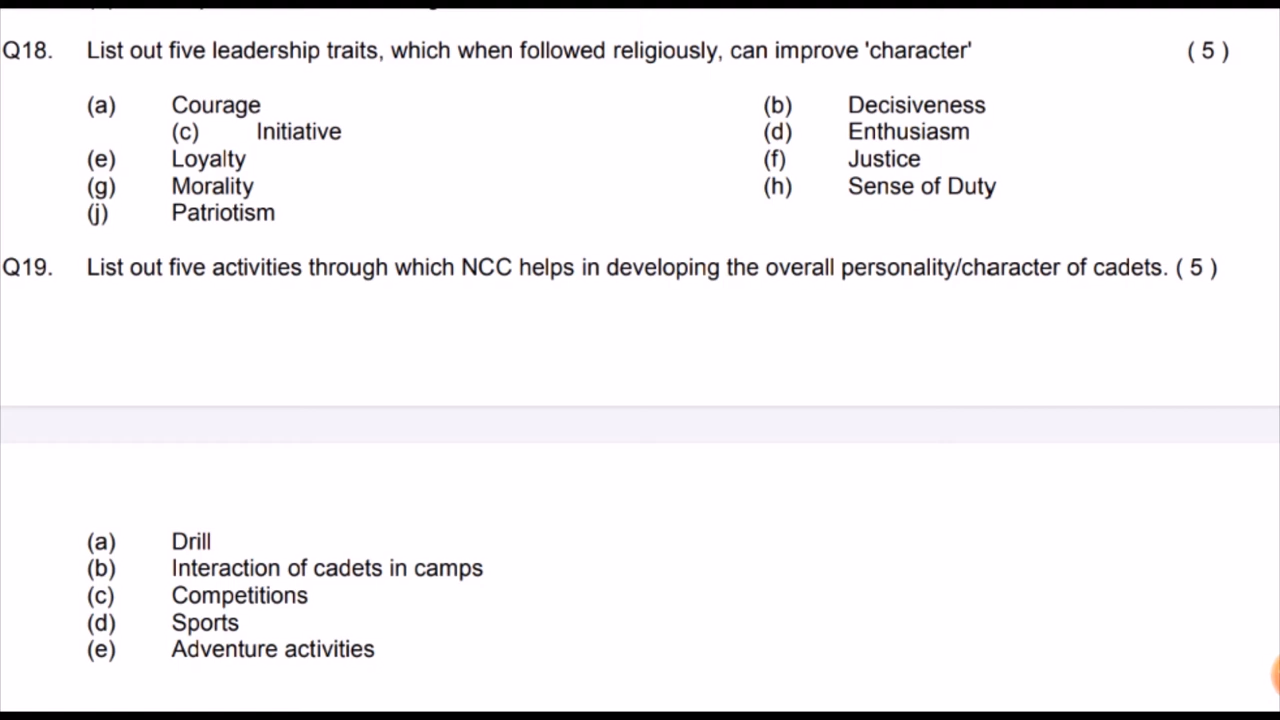 Q18. List out five leadership traits, which when followed religiously, can improve 'character' ( 5 )
(a) Courage (b) Decisiveness
(c) Initiative (d) Enthusiasm
(e) Loyalty (f) Justice
(g) Morality (h) Sense of Duty
(j) Patriotism
Q19. List out five activities through which NCC helps in developing the overall personality/character of cadets. ( 5 )
(a) Drill
(b) Interaction of cadets in camps
(c) Competitions
(d) Sports
(e) Adventure activities